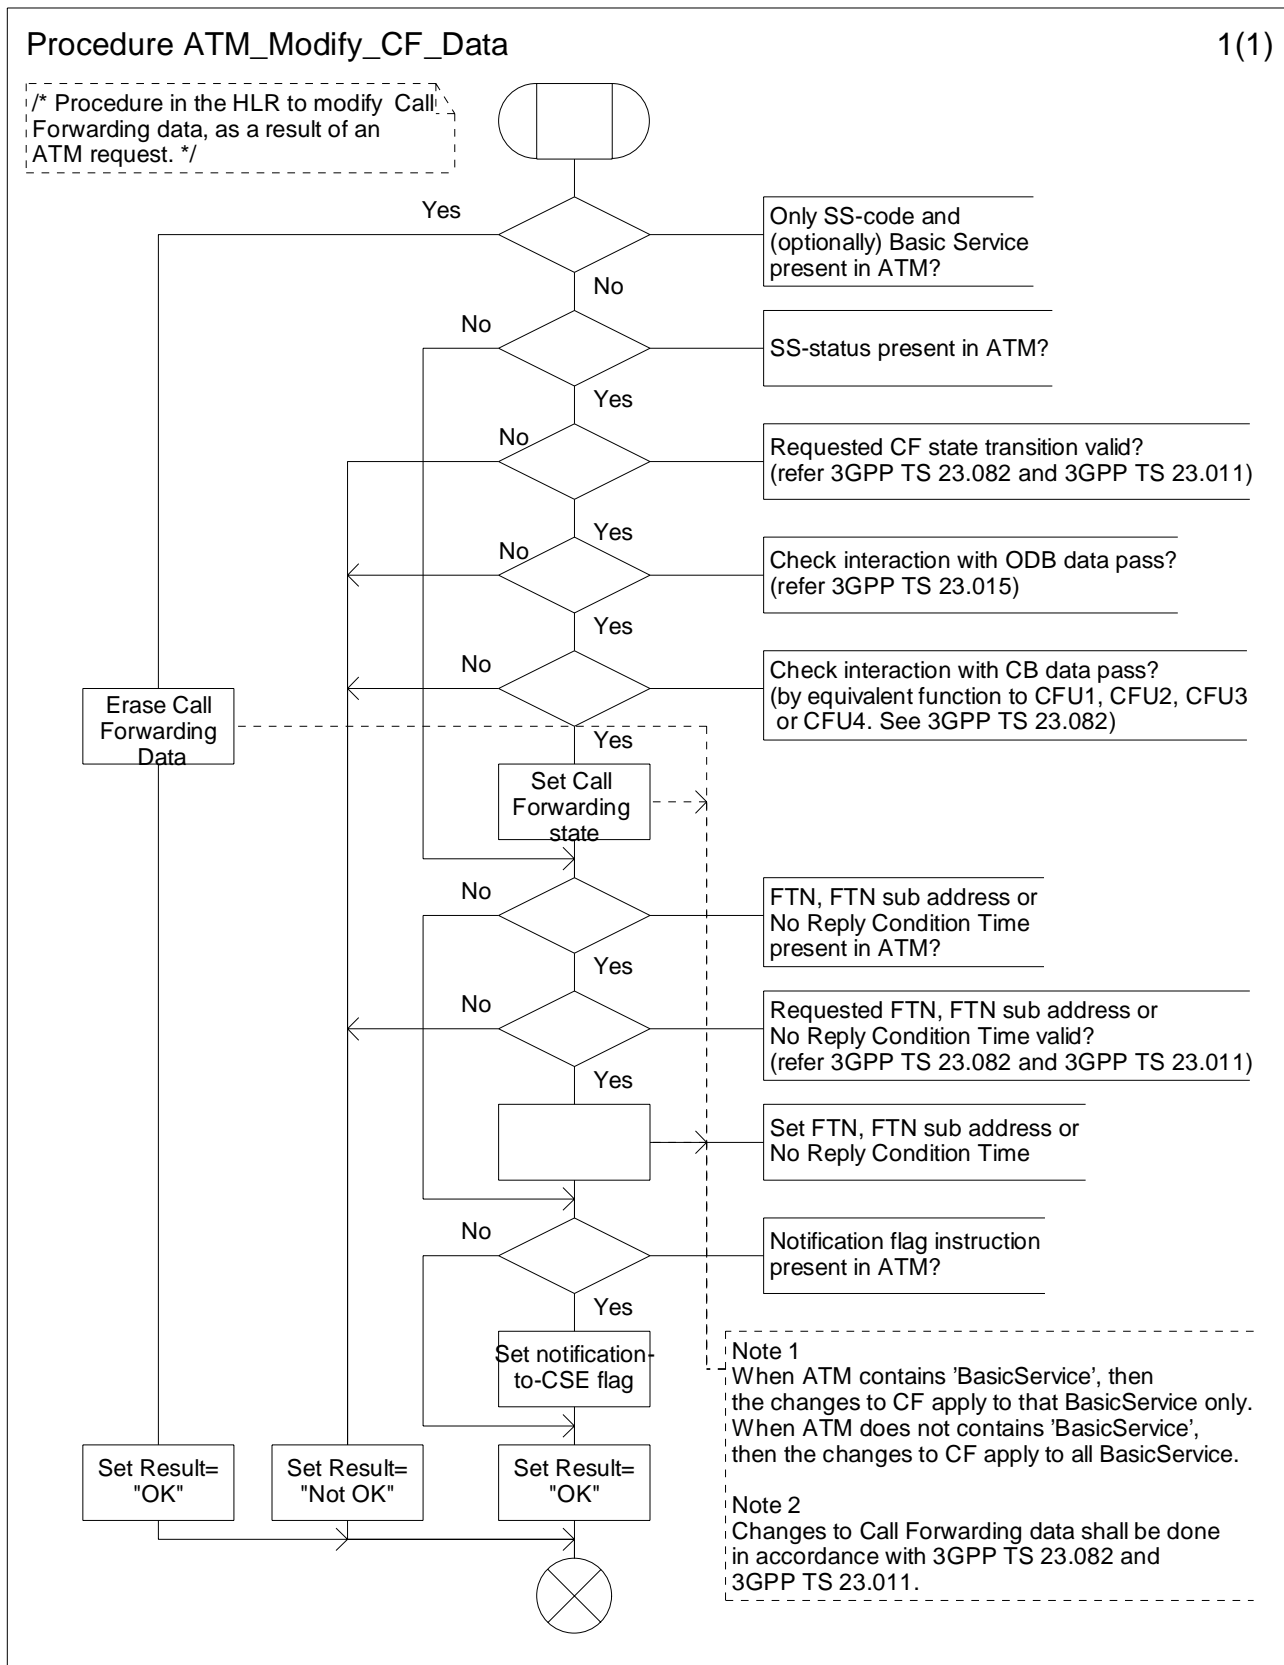 Procedure ATM_Modify_CF_Data
1(1)
/* Procedure in the HLR to modify Call
Forwarding data, as a result of an
ATM request. */
Yes
Only SS-code and
(optionally) Basic Service
present in ATM?
No
No
SS-status present in ATM?
Yes
No
Requested CF state transition valid?
(refer 3GPP TS 23.082 and 3GPP TS 23.011)
Yes
No
Check interaction with ODB data pass?
(refer 3GPP TS 23.015)
Yes
No
Check interaction with CB data pass?
(by equivalent function to CFU1, CFU2, CFU3
or CFU4. See 3GPP TS 23.082)
Erase Call
Forwarding
Data
Yes
Set Call
Forwarding
state
No
FTN, FTN sub address or
No Reply Condition Time
present in ATM?
Yes
No
Requested FTN, FTN sub address or
No Reply Condition Time valid?
(refer 3GPP TS 23.082 and 3GPP TS 23.011)
Yes
Set FTN, FTN sub address or
No Reply Condition Time
No
Notification flag instruction
present in ATM?
Yes
Set notification-
to-CSE flag
Note 1
When ATM contains ’BasicService’, then
the changes to CF apply to that BasicService only.
When ATM does not contains ’BasicService’,
then the changes to CF apply to all BasicService.
Note 2
Changes to Call Forwarding data shall be done
in accordance with 3GPP TS 23.082 and
3GPP TS 23.011.
Set Result=
"OK"
Set Result=
"Not OK"
Set Result=
"OK"